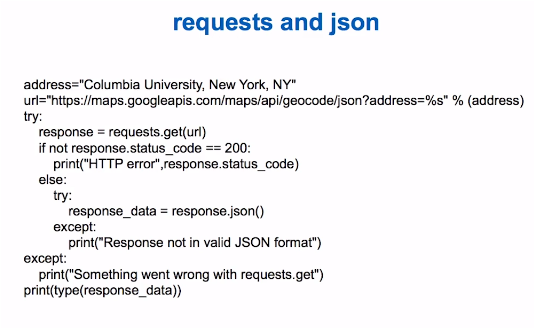 requests and json
address="Columbia University, New York, NY"
url="https://maps.googleapis.com/maps/api/geocode/json?address=%s" % (address)
try:
    response = requests.get(url)
    if not response.status_code == 200:
        print("HTTP error",response.status_code)
    else:
        try:
            response_data = response.json()
        except:
            print("Response not in valid JSON format")
except:
    print("Something went wrong with requests.get")
print(type(response_data))